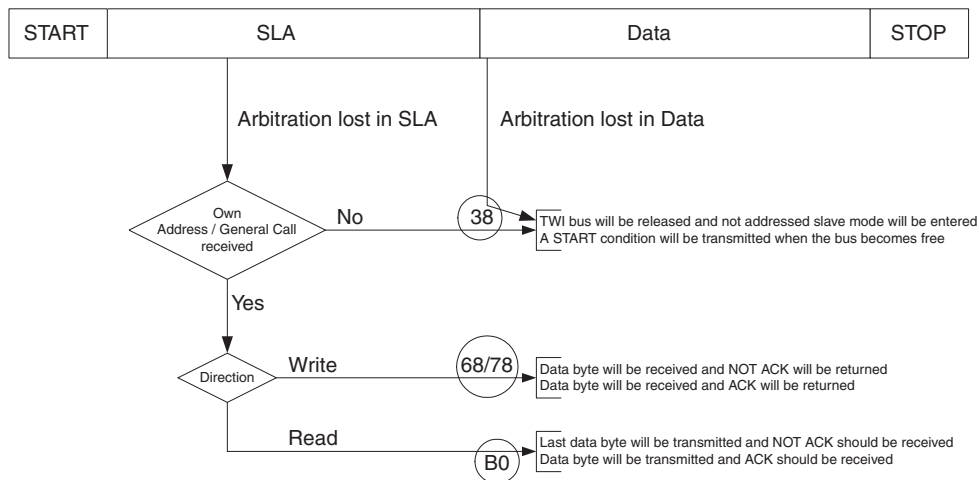 START SLA Data STOP
Arbitration lost in SLA Arbitration lost in Data
Own
Address / General Call
received
No
38
TWI bus will be released and not addressed slave mode will be entered
A START condition will be transmitted when the bus becomes free
Yes
Direction
Write
68/78
Data byte will be received and NOT ACK will be returned
Data byte will be received and ACK will be returned
Read
B0
Last data byte will be transmitted and NOT ACK should be received
Data byte will be transmitted and ACK should be received